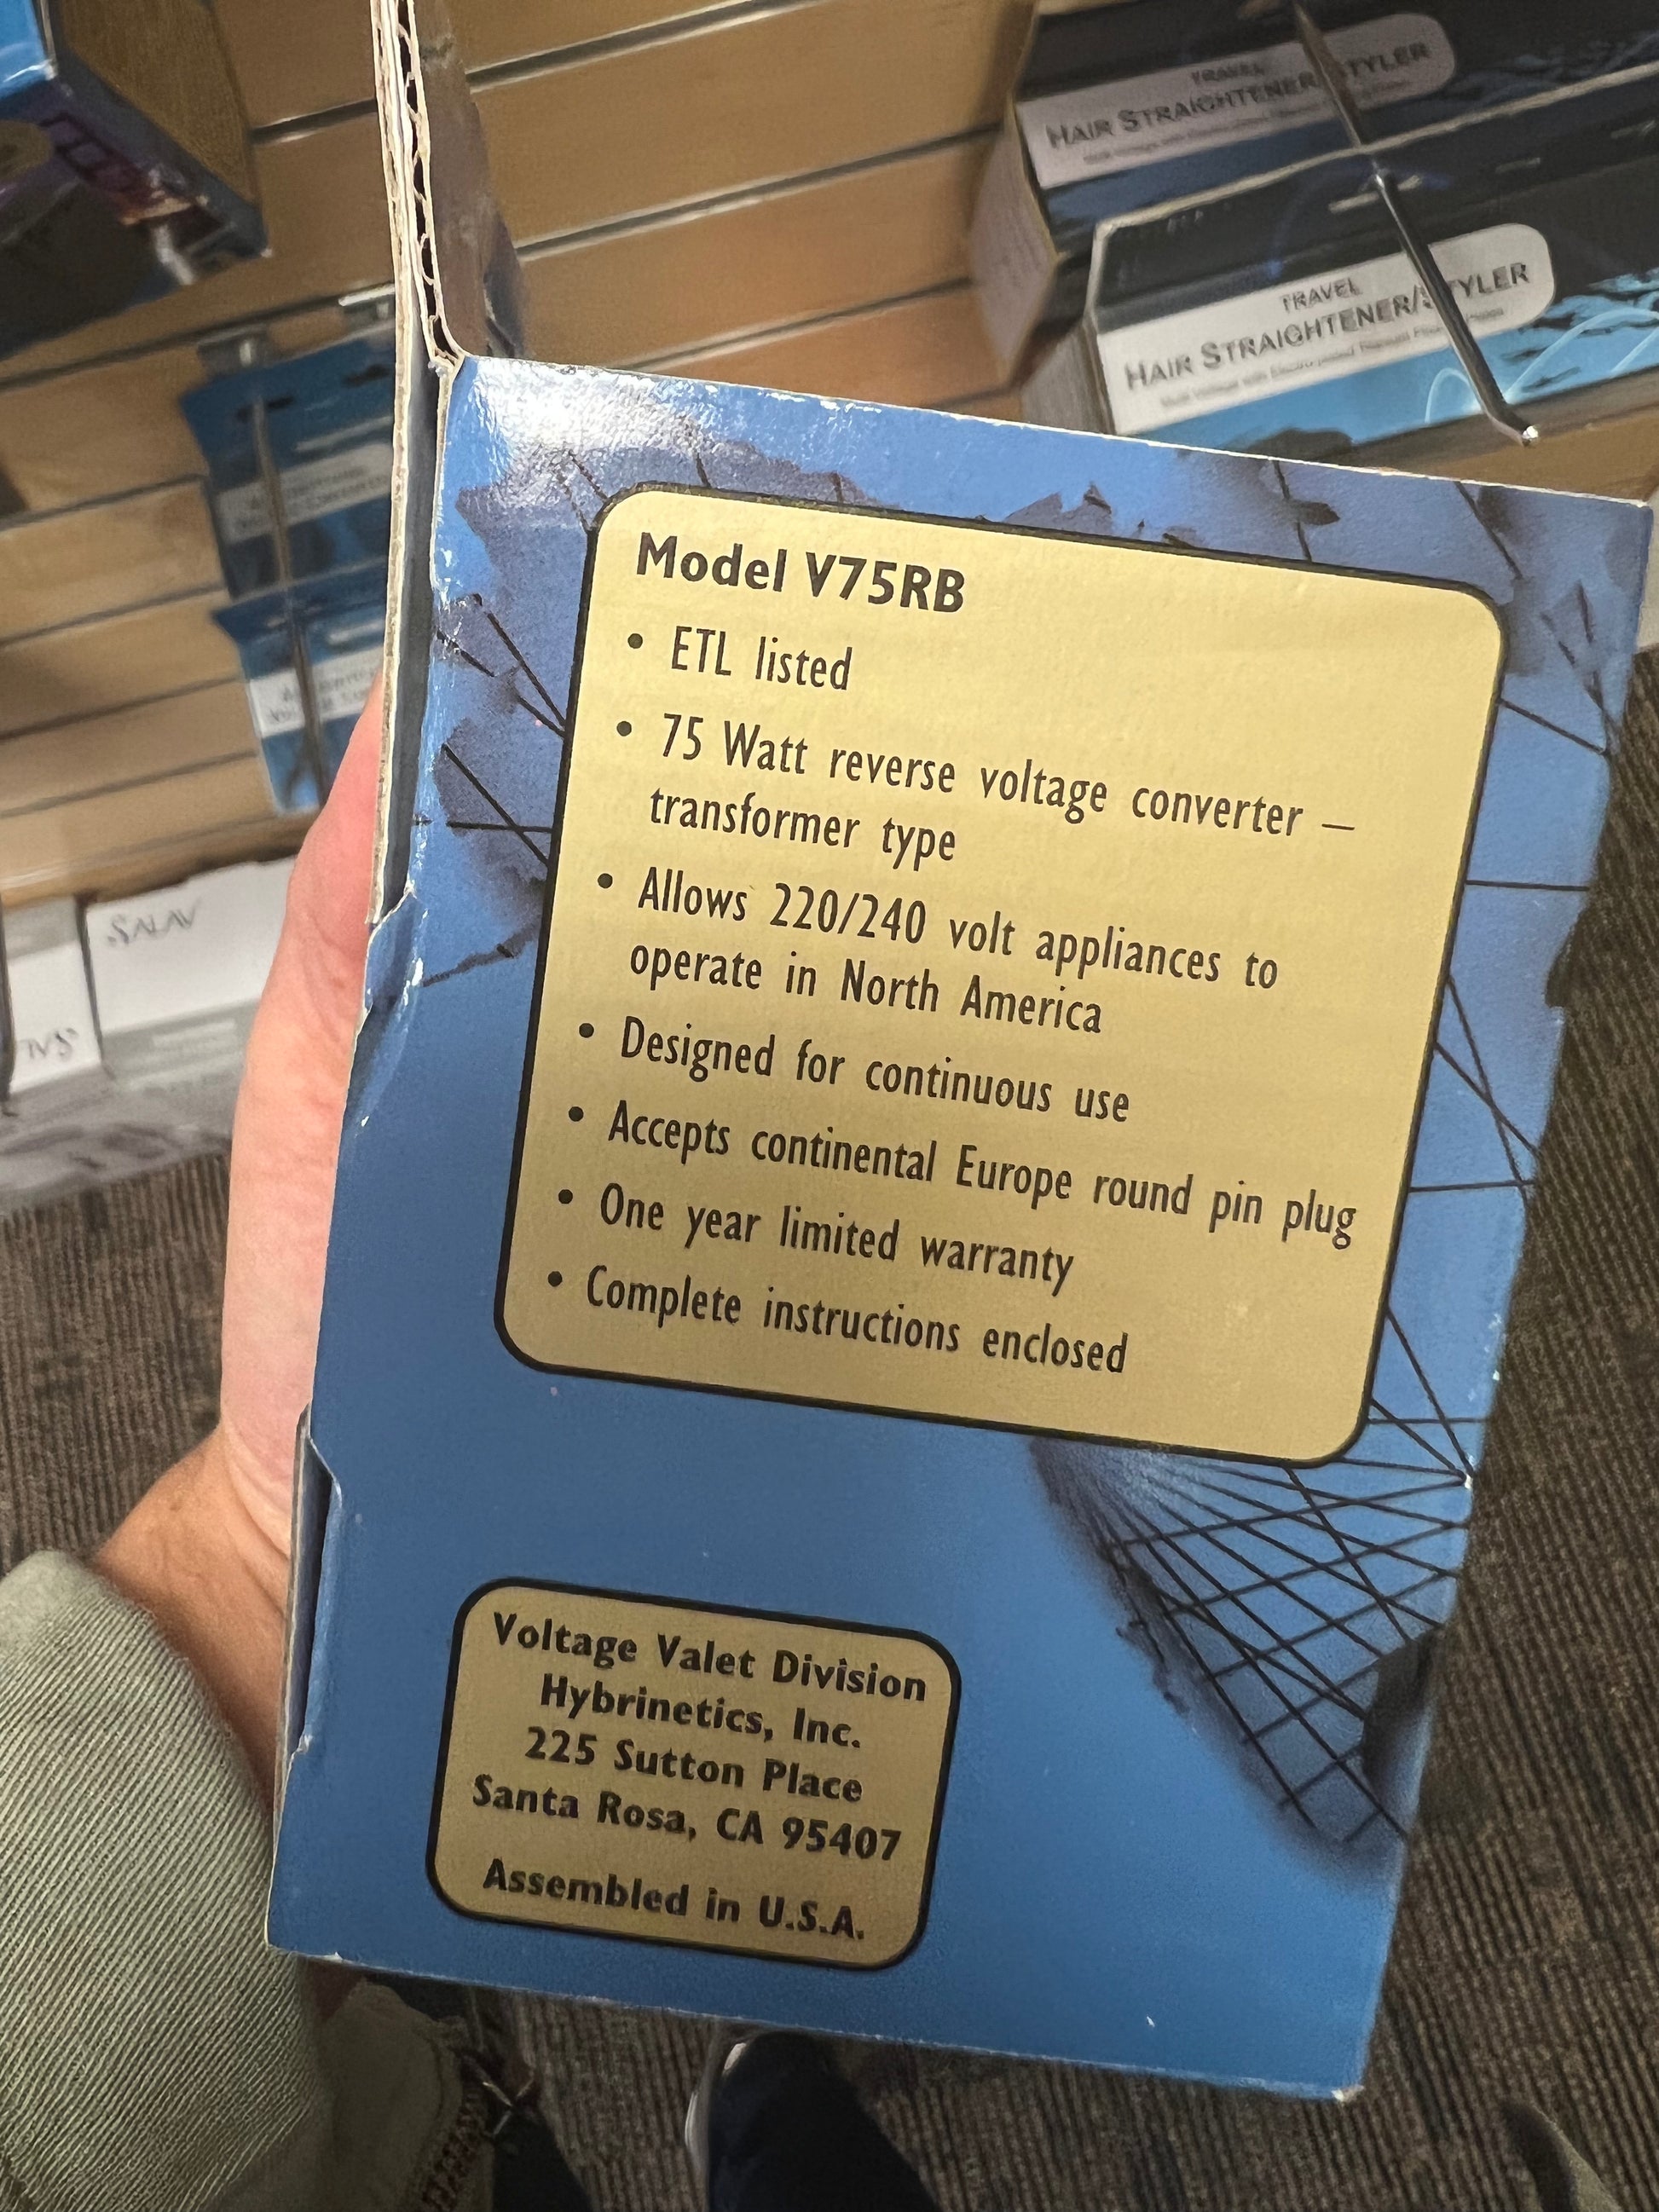 TRAVEL
HAIR STRAIGHTENER/STYLER
TRAVEL
HAIR STRAIGHTENER/STYLER
Model V75RB
• ETL listed
• 75 Watt reverse voltage converter –
transformer type
• Allows 220/240 volt appliances to
operate in North America
• Designed for continuous use
• Accepts continental Europe round pin plug
• One year limited warranty
• Complete instructions enclosed
Voltage Valet Division
Hybrinetics, Inc.
225 Sutton Place
Santa Rosa, CA 95407
Assembled in U.S.A.